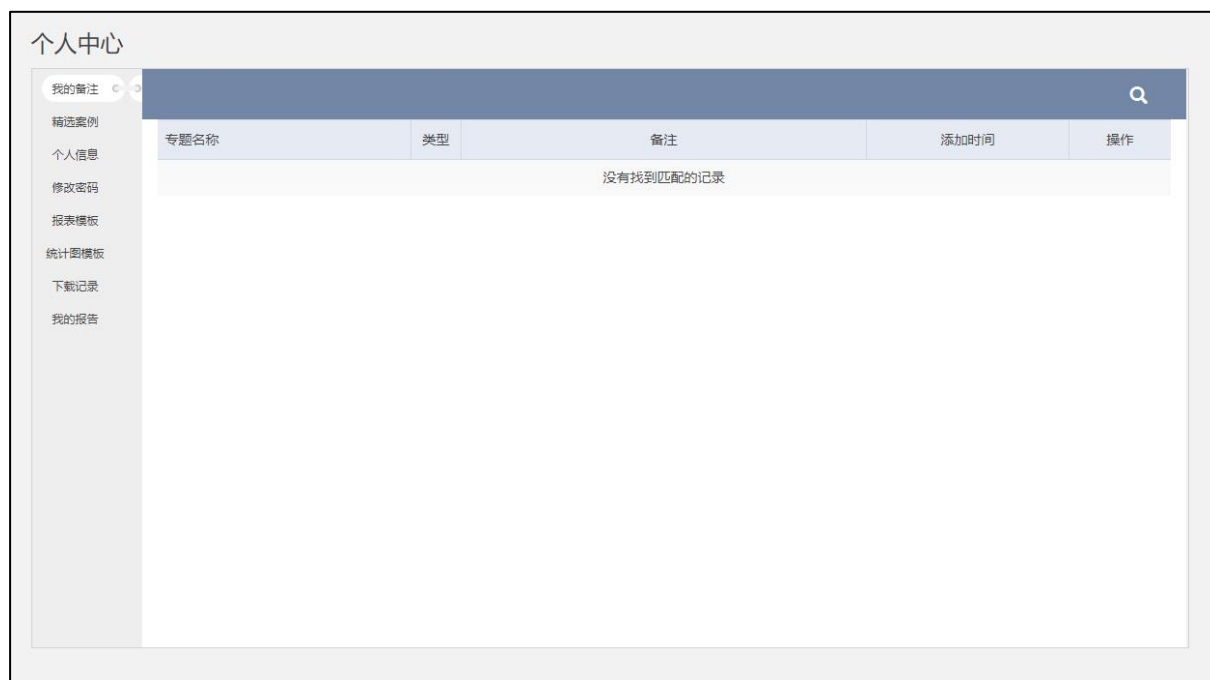 个人中心
我的备注
精选案例
个人信息
修改密码
报表模板
统计图模板
下载记录
我的报告
专题名称 类型 备注 添加时间 操作
没有找到匹配的记录